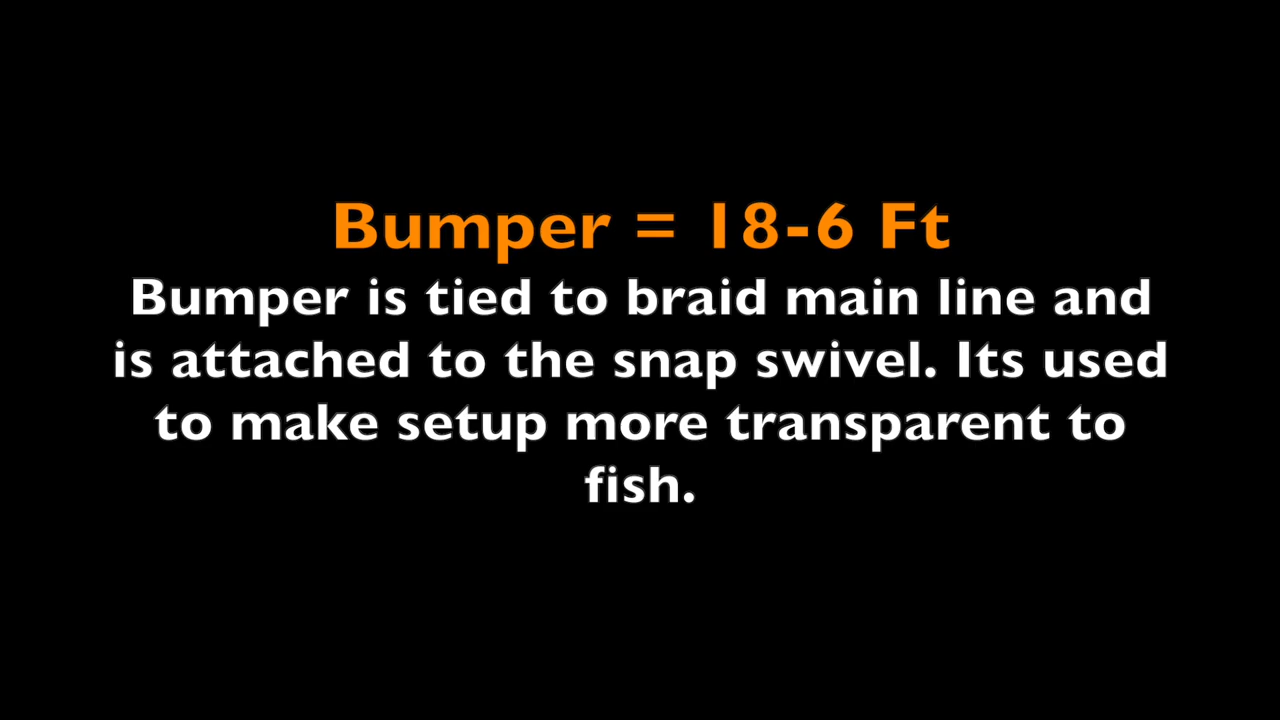 Bumper = 18-6 Ft
Bumper is tied to braid main line and
is attached to the snap swivel. Its used
to make setup more transparent to
fish.